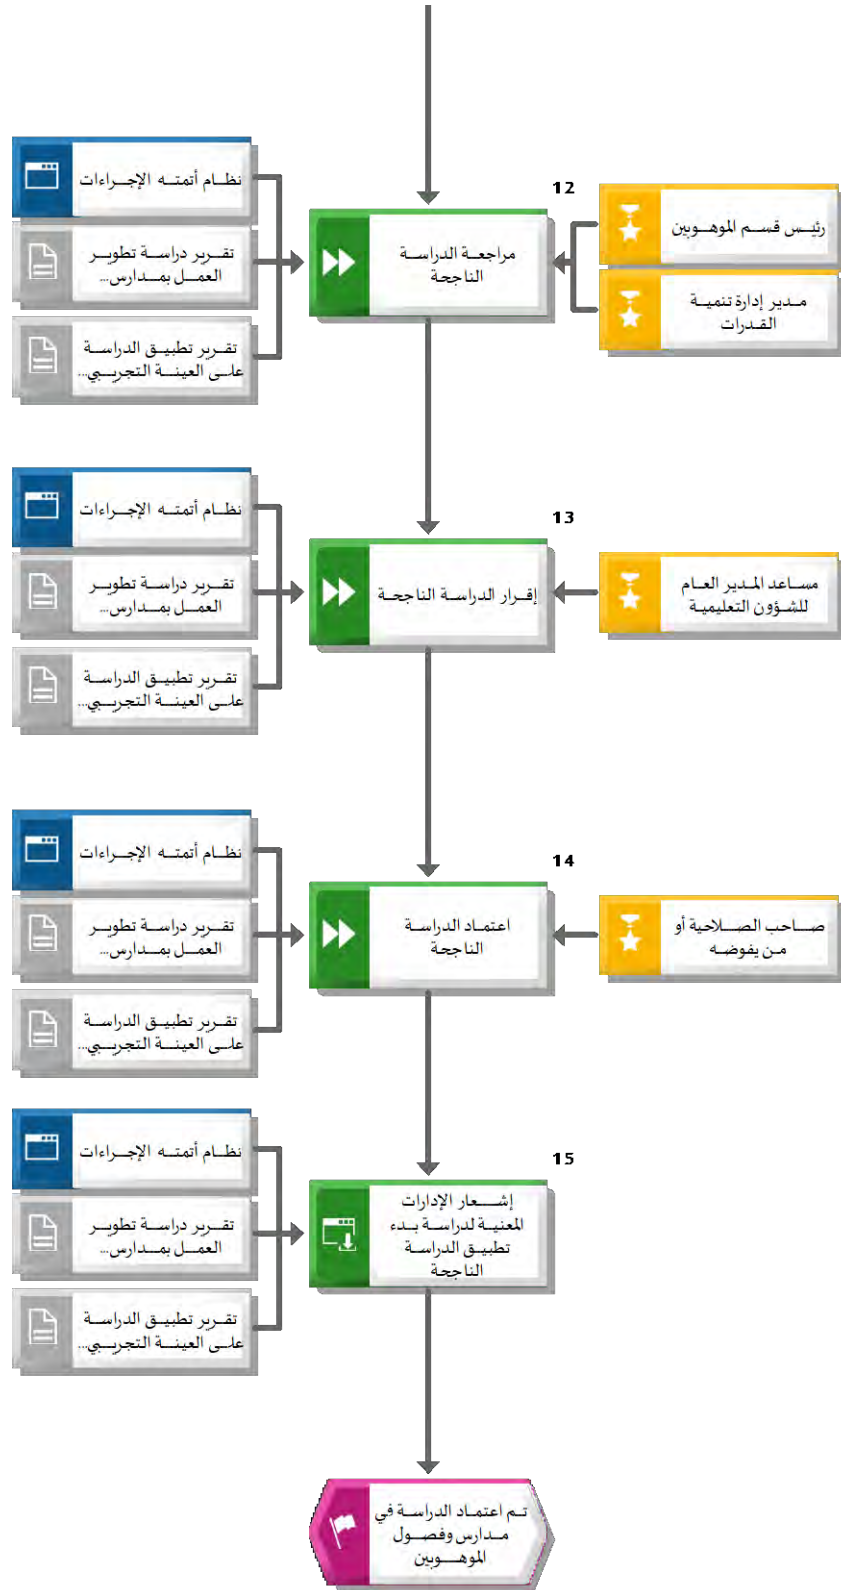 12
رئيس قسم الموهوبين
مدير إدارة تنمية
القدرات
مراجعة الدراسة
الناجحة
نظام أتمته الإجراءات
تقرير دراسة تطوير
العمل بمدارس...
تقرير تطبيق الدراسة
على العينة التجريبي...
13
مساعد المدير العام
للشؤون التعليمية
إقرار الدراسة الناجحة
نظام أتمته الإجراءات
تقرير دراسة تطوير
العمل بمدارس...
تقرير تطبيق الدراسة
على العينة التجريبي...
14
صاحب الصلاحية أو
من يفوضه
اعتماد الدراسة
الناجحة
نظام أتمته الإجراءات
تقرير دراسة تطوير
العمل بمدارس...
تقرير تطبيق الدراسة
على العينة التجريبي...
15
إشعار الإدارات
المعنية لدراسة بدء
تطبيق الدراسة
الناجحة
نظام أتمته الإجراءات
تقرير دراسة تطوير
العمل بمدارس...
تقرير تطبيق الدراسة
على العينة التجريبي...
تم اعتماد الدراسة في
مدارس وفصول
الموهوبين